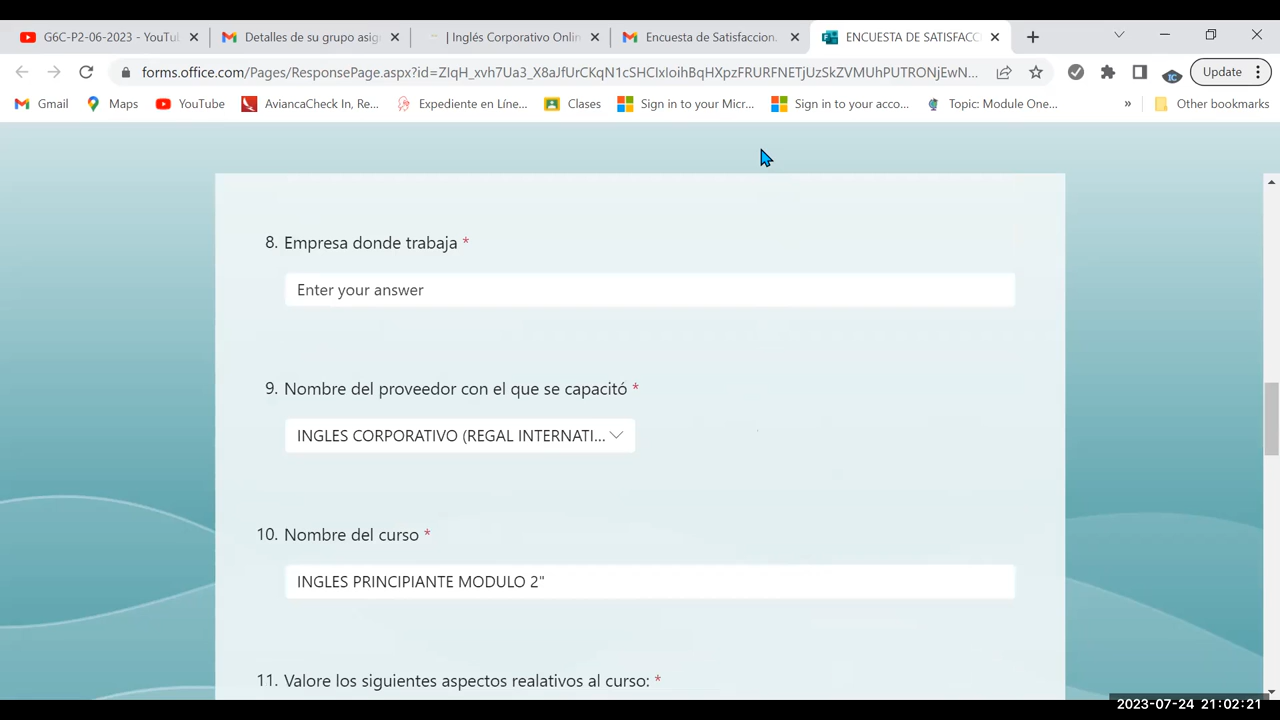 G6C-P2-06-2023 - YouTu
Detalles de su grupo asig
| Inglés Corporativo Onlin
Encuesta de Satisfaccion.
ENCUESTA DE SATISFACC
forms.office.com/Pages/ResponsePage.aspx?id=ZlqH_xvh7Ua3_X8aJfUrCKqN1cSHClxIoihBqHXpzFRURFNETjUzSkZVMUhPUTRONjEwN...
Update
Gmail
Maps
YouTube
AviancaCheck In, Re...
Expediente en Líne...
Clases
Sign in to your Micr...
Sign in to your acco...
Topic: Module One...
»
Other bookmarks
8. Empresa donde trabaja *
Enter your answer
9. Nombre del proveedor con el que se capacitó *
INGLES CORPORATIVO (REGAL INTERNATI...
10. Nombre del curso *
INGLES PRINCIPIANTE MODULO 2"
11. Valore los siguientes aspectos realativos al curso: *
2023-07-24 21:02:21